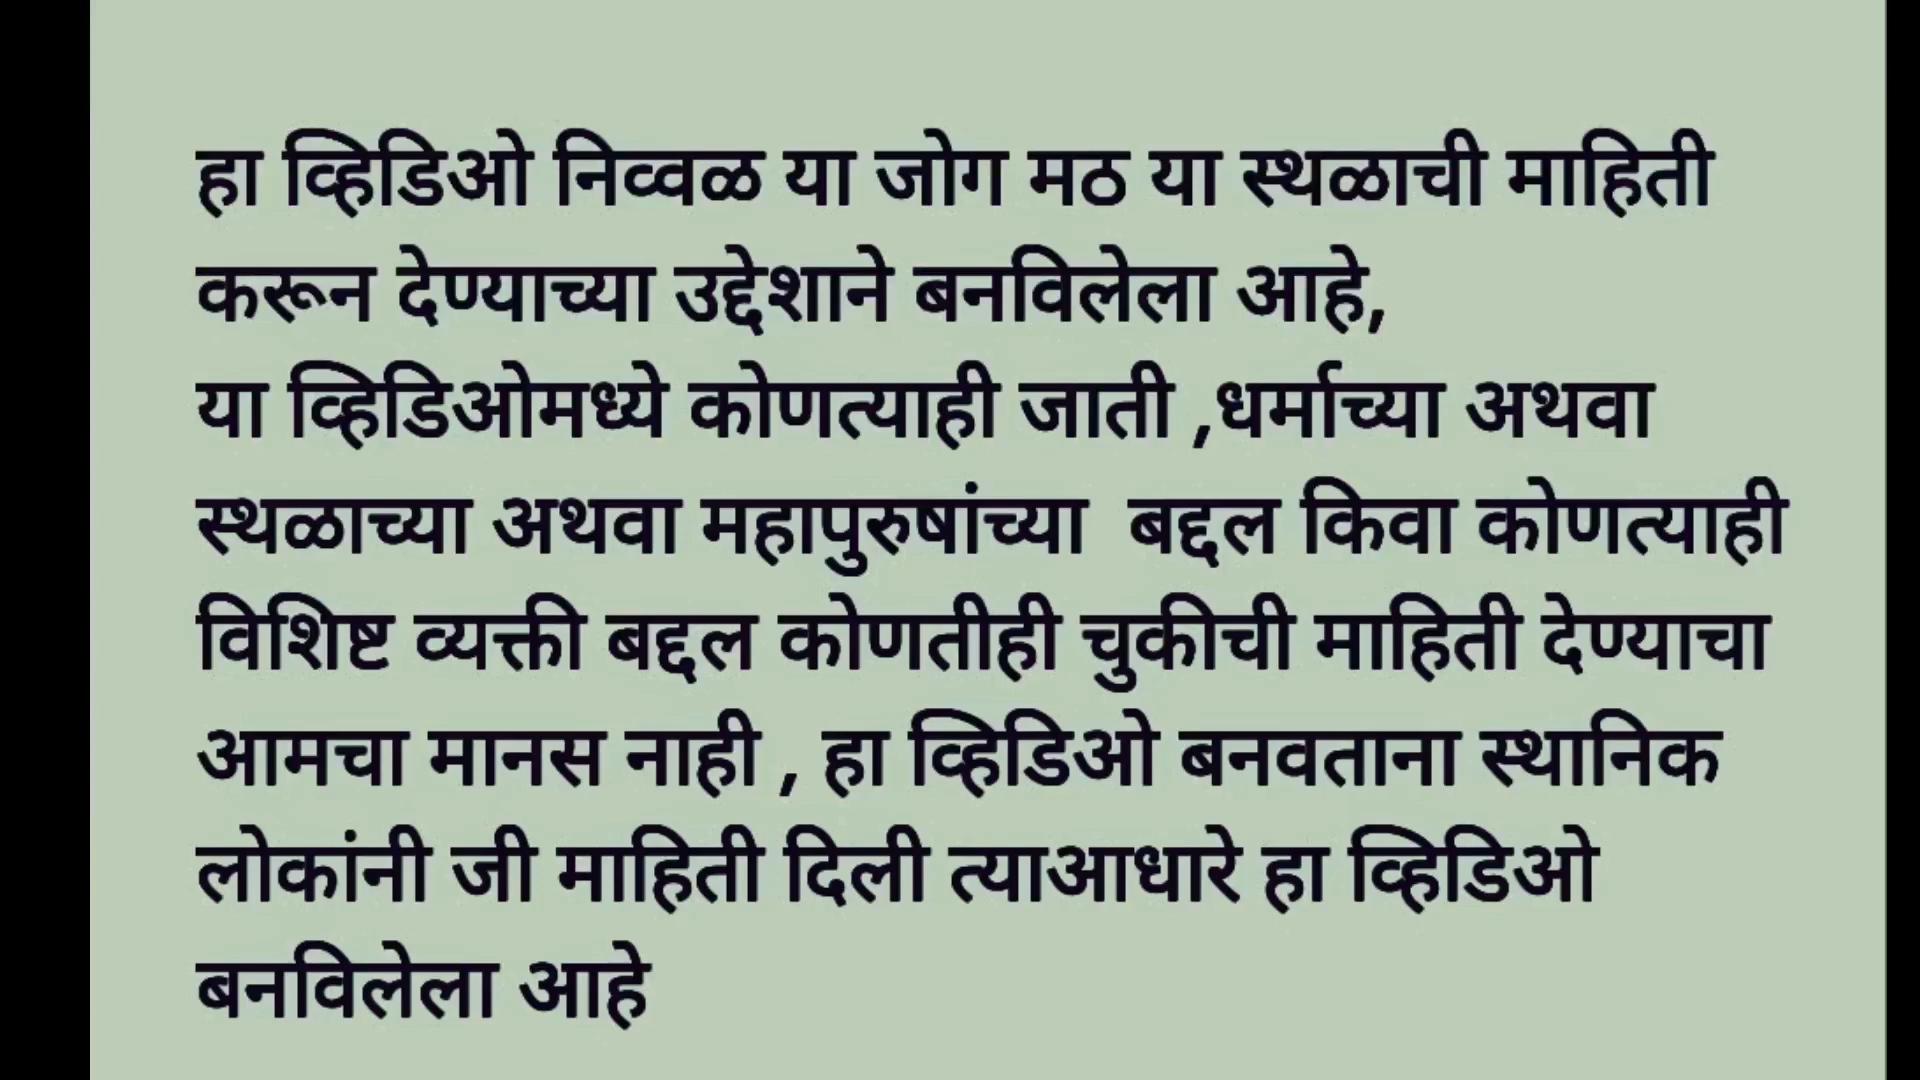 हा व्हिडिओ निव्वळ या जोग मठ या स्थळाची माहिती
करून देण्याच्या उद्देशाने बनविलेला आहे,
या व्हिडिओमध्ये कोणत्याही जाती ,धर्माच्या अथवा
स्थळाच्या अथवा महापुरुषांच्या  बद्दल किवा कोणत्याही
विशिष्ट व्यक्ती बद्दल कोणतीही चुकीची माहिती देण्याचा
आमचा मानस नाही , हा व्हिडिओ बनवताना स्थानिक
लोकांनी जी माहिती दिली त्याआधारे हा व्हिडिओ
बनविलेला आहे